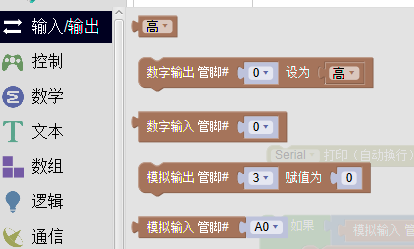 输入/输出
控制
数学
文本
数组
逻辑
通信
高
数字输出 管脚# 0 设为 高
数字输入 管脚# 0
Serial 打印（自动换行）
模拟输出 管脚# 3 赋值为 0
模拟输入 管脚# A0
如果
模拟输入 管脚#